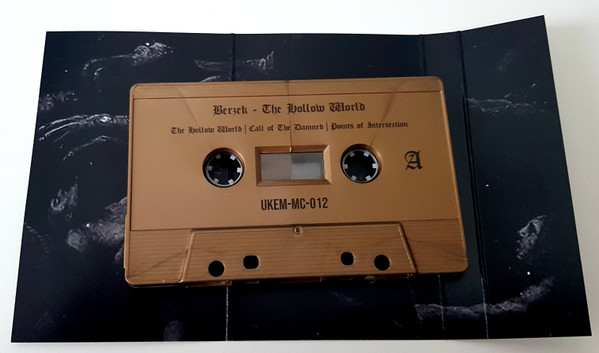 Berzek - The Hollow World
The Hollow World | Call of The Damned | Points of Intersection
A
UKEM-MC-012